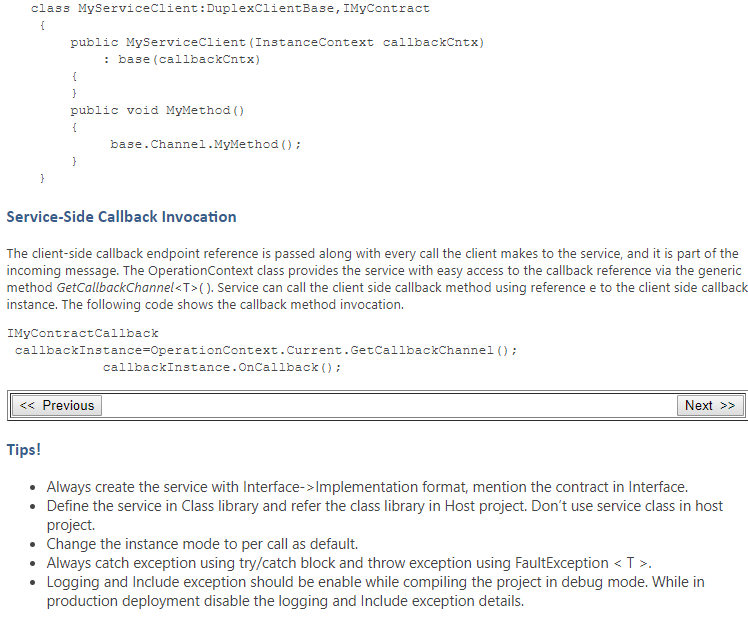 class MyServiceClient:DuplexClientBase,IMyContract
{
public MyServiceClient(InstanceContext callbackCntx)
: base(callbackCntx)
{
}
public void MyMethod()
{
base.Channel.MyMethod();
}
}
Service-Side Callback Invocation
The client-side callback endpoint reference is passed along with every call the client makes to the service, and it is part of the
incoming message. The OperationContext class provides the service with easy access to the callback reference via the generic
method GetCallbackChannel<T>( ). Service can call the client side callback method using reference e to the client side callback
instance. The following code shows the callback method invocation.
IMyContractCallback
callbackInstance=OperationContext.Current.GetCallbackChannel();
callbackInstance.OnCallback();
<< Previous
Next >>
Tips!
• Always create the service with Interface->Implementation format, mention the contract in Interface.
• Define the service in Class library and refer the class library in Host project. Don't use service class in host
project.
• Change the instance mode to per call as default.
• Always catch exception using try/catch block and throw exception using FaultException < T >.
• Logging and Include exception should be enable while compiling the project in debug mode. While in
production deployment disable the logging and Include exception details.